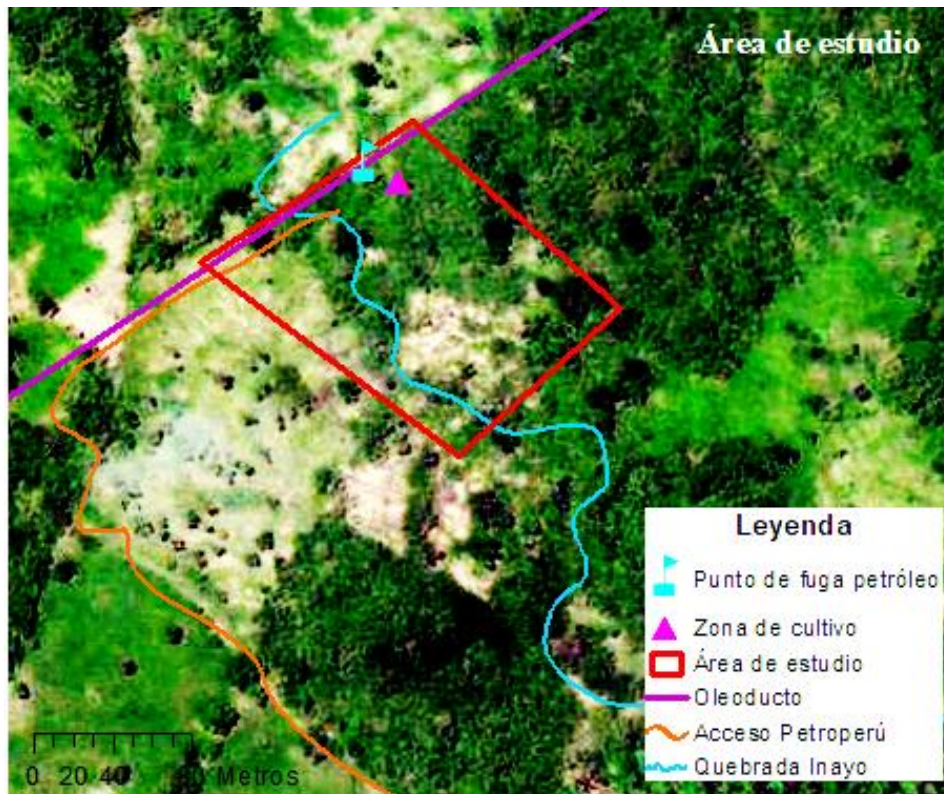 Área de estudio
Leyenda
Punto de fuga petróleo
Zona de cultivo
Área de estudio
Oleoducto
Acceso Petroperú
Quebrada Inayo
0 20 40 80 Metros